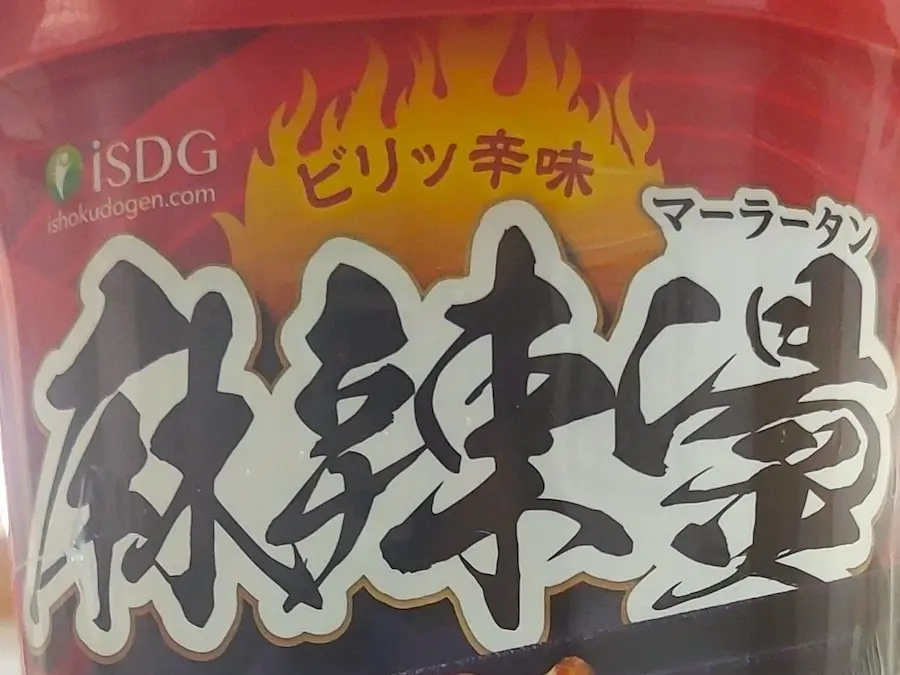 ビリッ辛味
iSDG
ishokudogen.com
マーラータン
麻辣湯